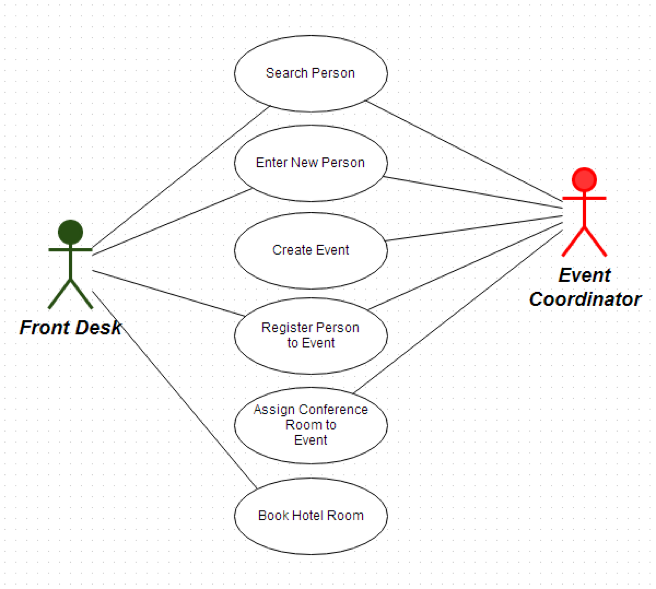 Search Person
Enter New Person
Create Event
Register Person
to Event
Assign Conference
Room to
Event
Book Hotel Room
Front Desk
Event
Coordinator